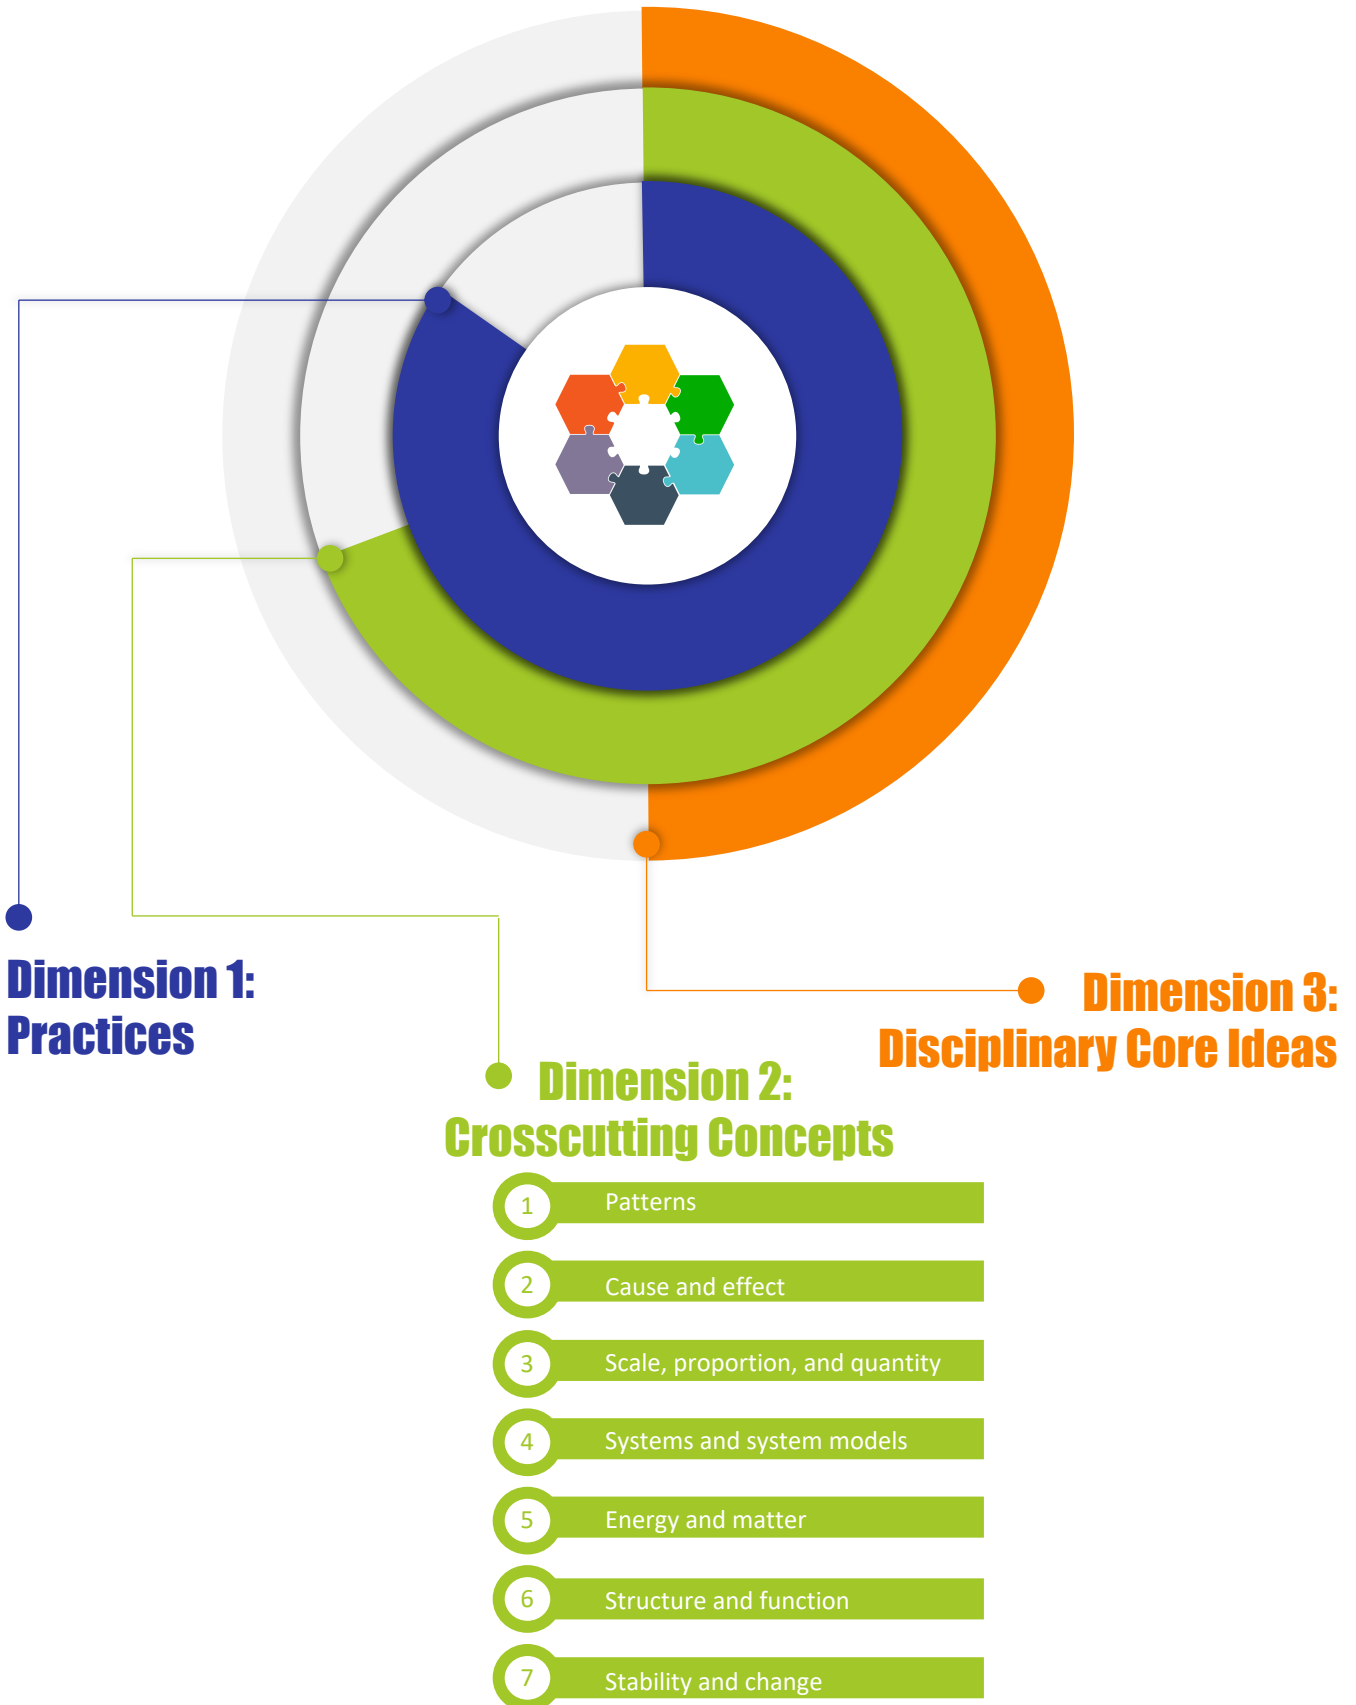 Dimension 1:
Practices
Dimension 3:
Disciplinary Core Ideas
Dimension 2:
Crosscutting Concepts
1 Patterns
2 Cause and effect
3 Scale, proportion, and quantity
4 Systems and system models
5 Energy and matter
6 Structure and function
7 Stability and change